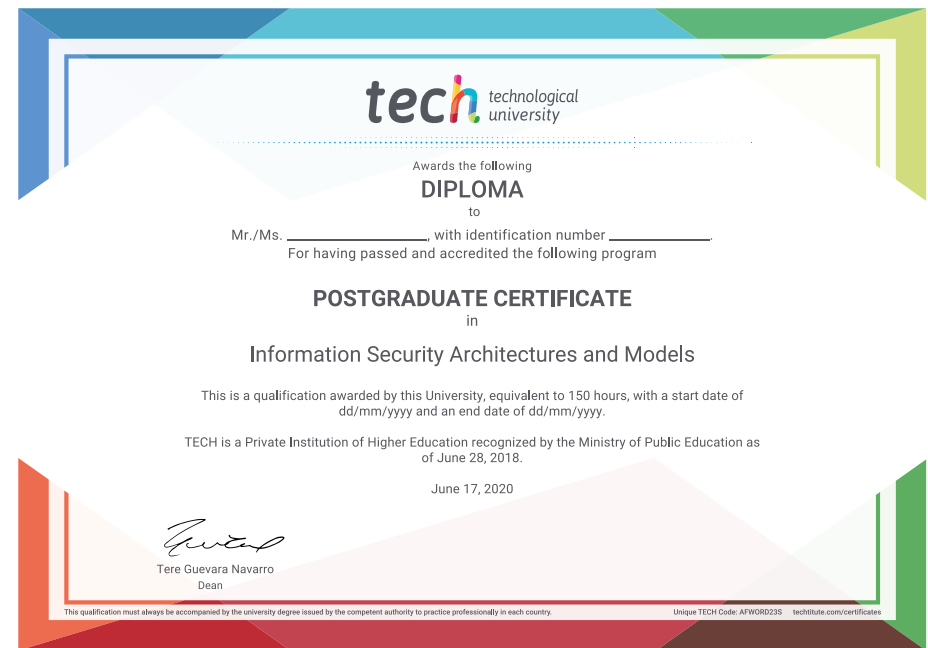 tech technological
university
Awards the following
DIPLOMA
to
Mr./Ms. ____________________, with identification number ______________.
For having passed and accredited the following program
POSTGRADUATE CERTIFICATE
in
Information Security Architectures and Models
This is a qualification awarded by this University, equivalent to 150 hours, with a start date of
dd/mm/yyyy and an end date of dd/mm/yyyy.
TECH is a Private Institution of Higher Education recognized by the Ministry of Public Education as
of June 28, 2018.
June 17, 2020
Tere Guevara Navarro
Dean
This qualification must always be accompanied by the university degree issued by the competent authority to practice professionally in each country.
Unique TECH Code: AFWORD23S techtitute.com/certificates